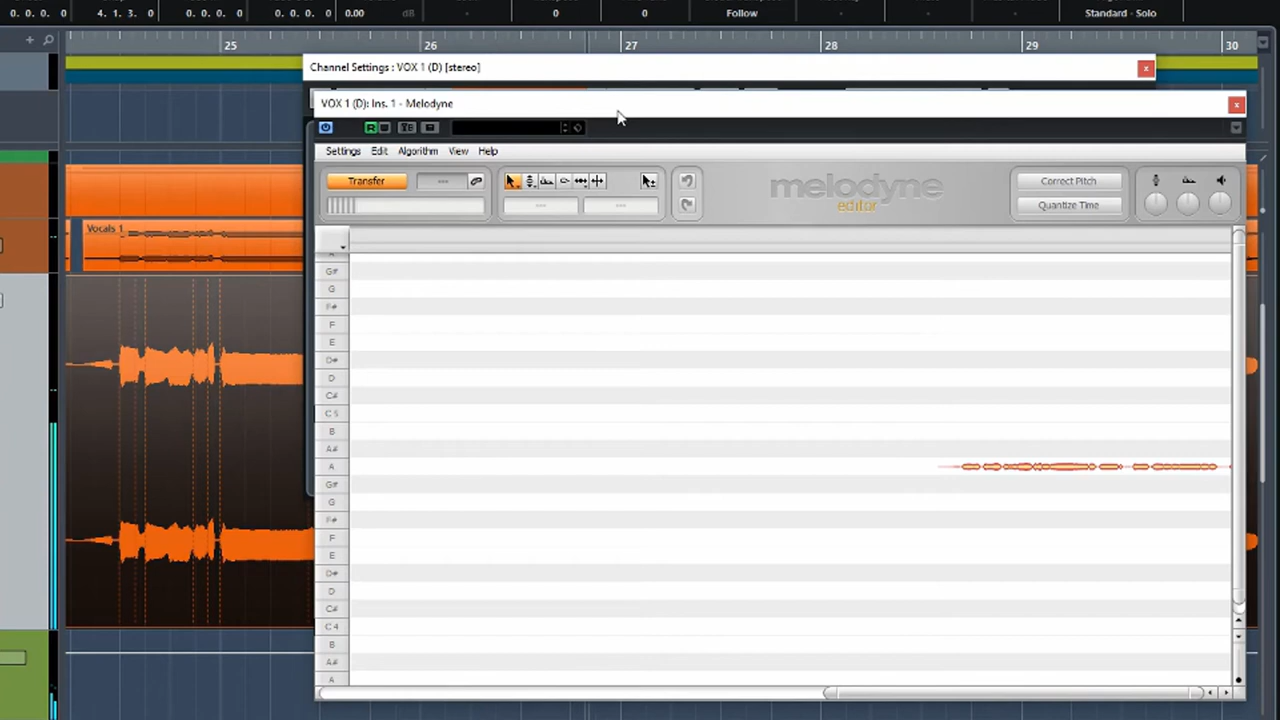 0. 0. 0. 0 4. 1. 3. 0 0. 0. 0. 0 0. 0. 0. 0 0.00 dB - 0 0 Follow - - - Standard - Solo
25 26 27 28 29 30
Channel Settings : VOX 1 (D) [stereo]
VOX 1 (D): Ins. 1 - Melodyne
Settings Edit Algorithm View Help
Transfer
melodyne
editor
Correct Pitch
Quantize Time
Vocals 1
G#
G
F#
F
E
D#
D
C#
C 5
B
A#
A
G#
G
F#
F
E
D#
D
C#
C 4
B
A#
A